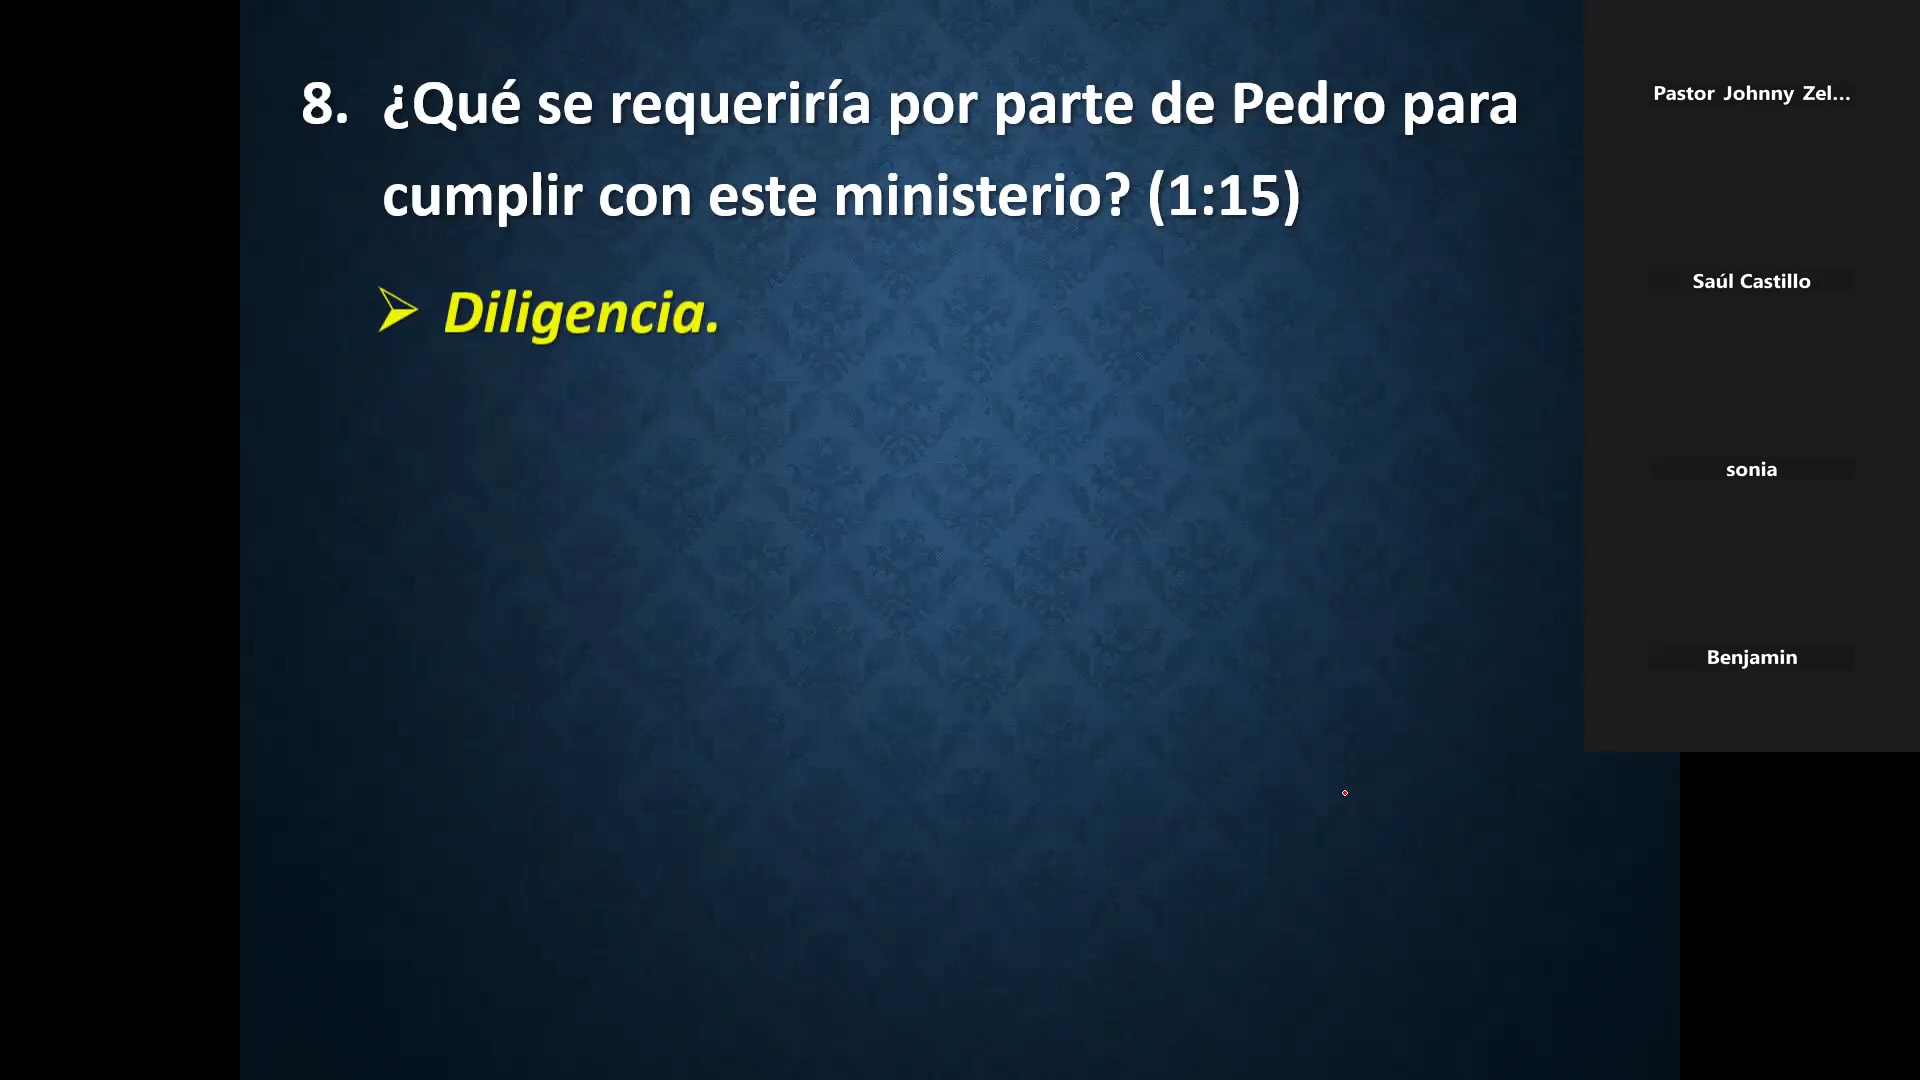 8. ¿Qué se requeriría por parte de Pedro para
cumplir con este ministerio? (1:15)
➢ Diligencia.
Pastor Johnny Zel...
Saúl Castillo
sonia
Benjamin